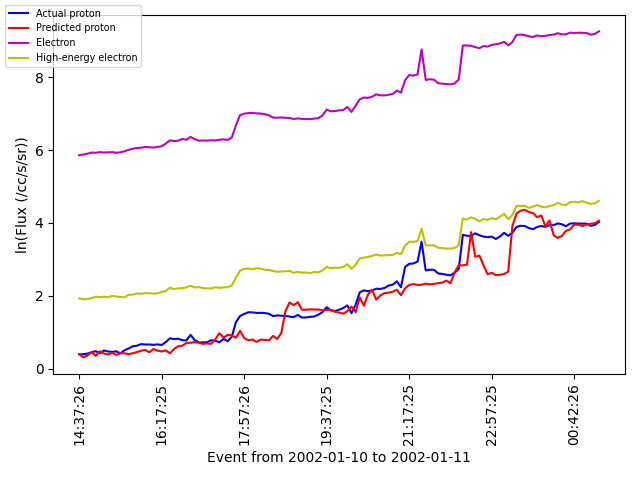 Actual proton
Predicted proton
Electron
High-energy electron
ln(Flux (/cc/s/sr))
8
6
4
2
0
14:37:26
16:17:25
17:57:26
19:37:25
21:17:25
22:57:25
00:42:26
Event from 2002-01-10 to 2002-01-11